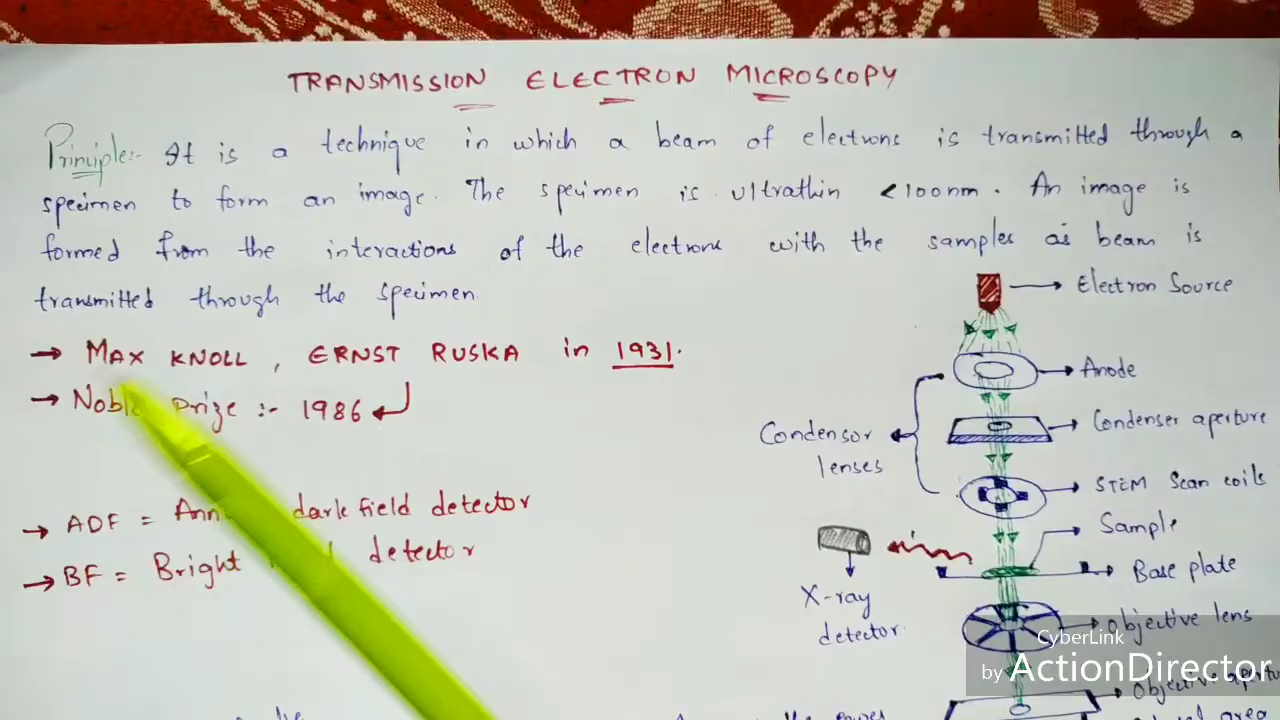 TRANSMISSION ELECTRON MICROSCOPY
Principle:- It is a technique in which a beam of electrons is transmitted through a
specimen to form an image. The specimen is ultrathin <100nm. An image is
formed from the interactions of the electrons with the samples as beam is
transmitted through the specimen.
→ MAX KNOLL, ERNST RUSKA in 1931.
→ Noble Prize :- 1986
→ ADF = dark field detector
→ BF = Bright detector
Electron Source
Anode
Condenser aperture
Condensor
lenses
STEM Scan coils
Sample
Base plate
X-ray
detector
Objective lens
CyberLink
by ActionDirector
Objective
area
the